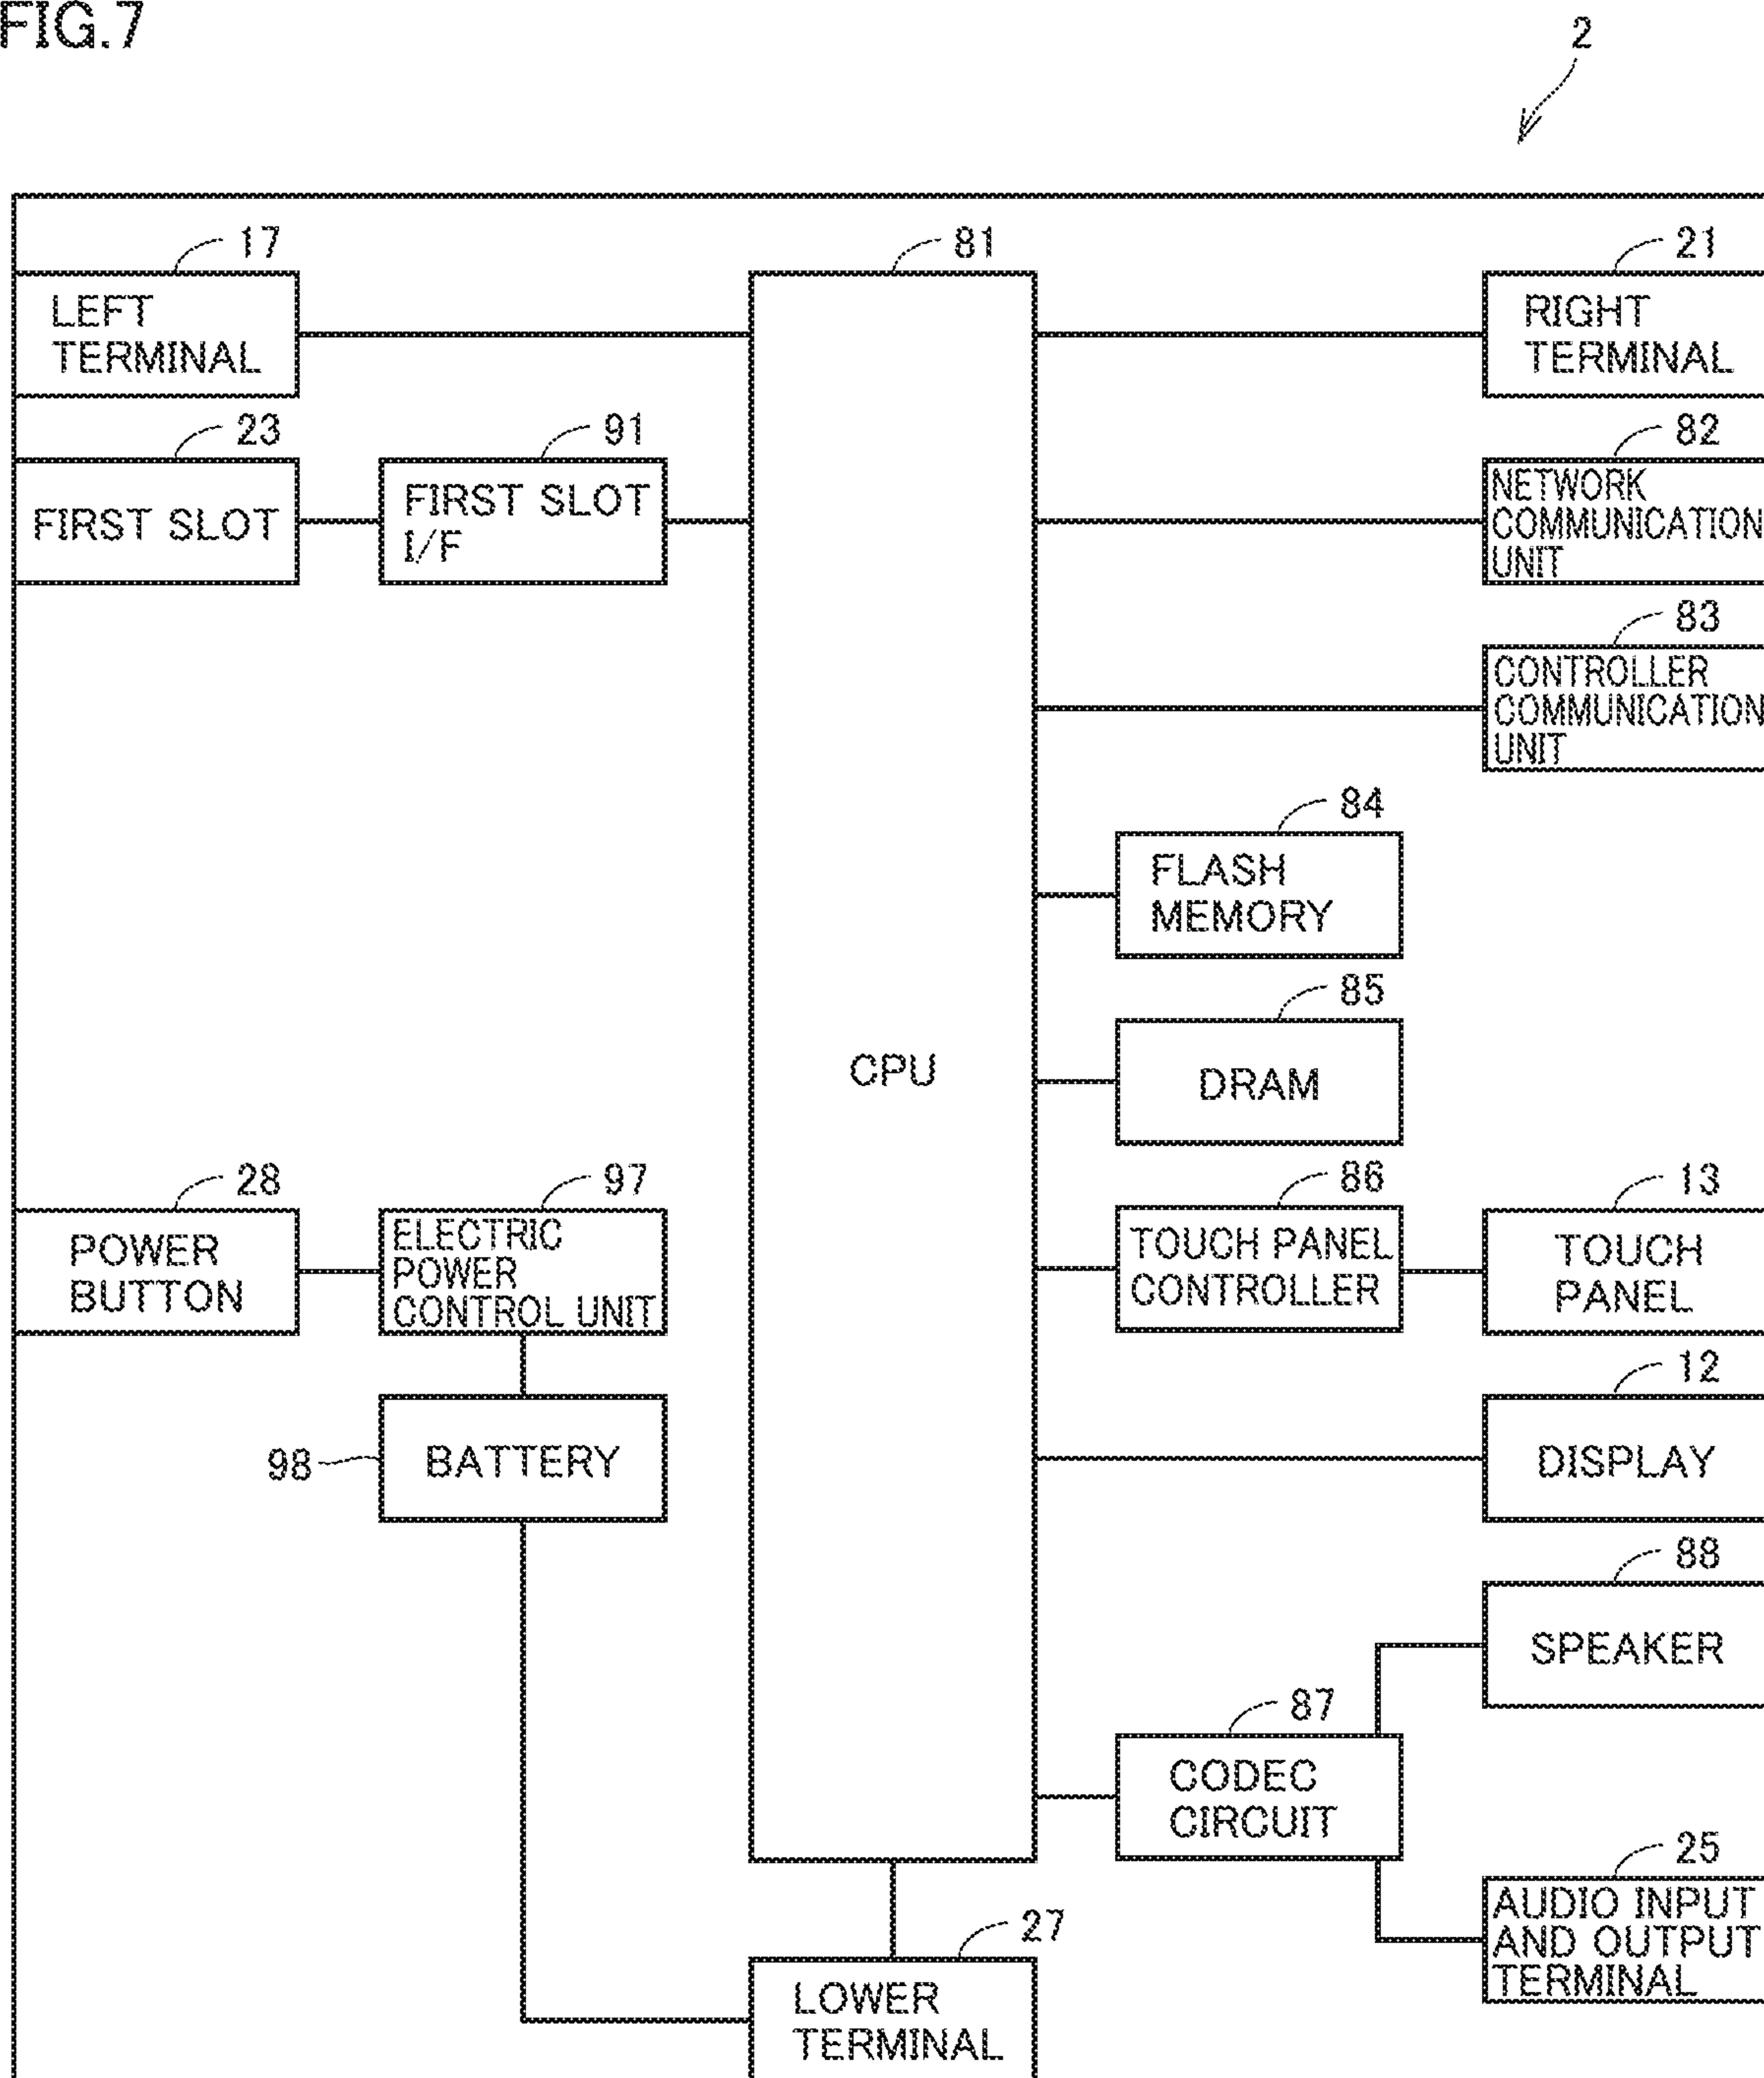 FIG.7
2
17
LEFT
TERMINAL
81
CPU
21
RIGHT
TERMINAL
23
FIRST SLOT
91
FIRST SLOT
I/F
82
NETWORK
COMMUNICATION
UNIT
83
CONTROLLER
COMMUNICATION
UNIT
84
FLASH
MEMORY
85
DRAM
28
POWER
BUTTON
97
ELECTRIC
POWER
CONTROL UNIT
86
TOUCH PANEL
CONTROLLER
13
TOUCH
PANEL
98
BATTERY
12
DISPLAY
88
SPEAKER
87
CODEC
CIRCUIT
25
AUDIO INPUT
AND OUTPUT
TERMINAL
27
LOWER
TERMINAL